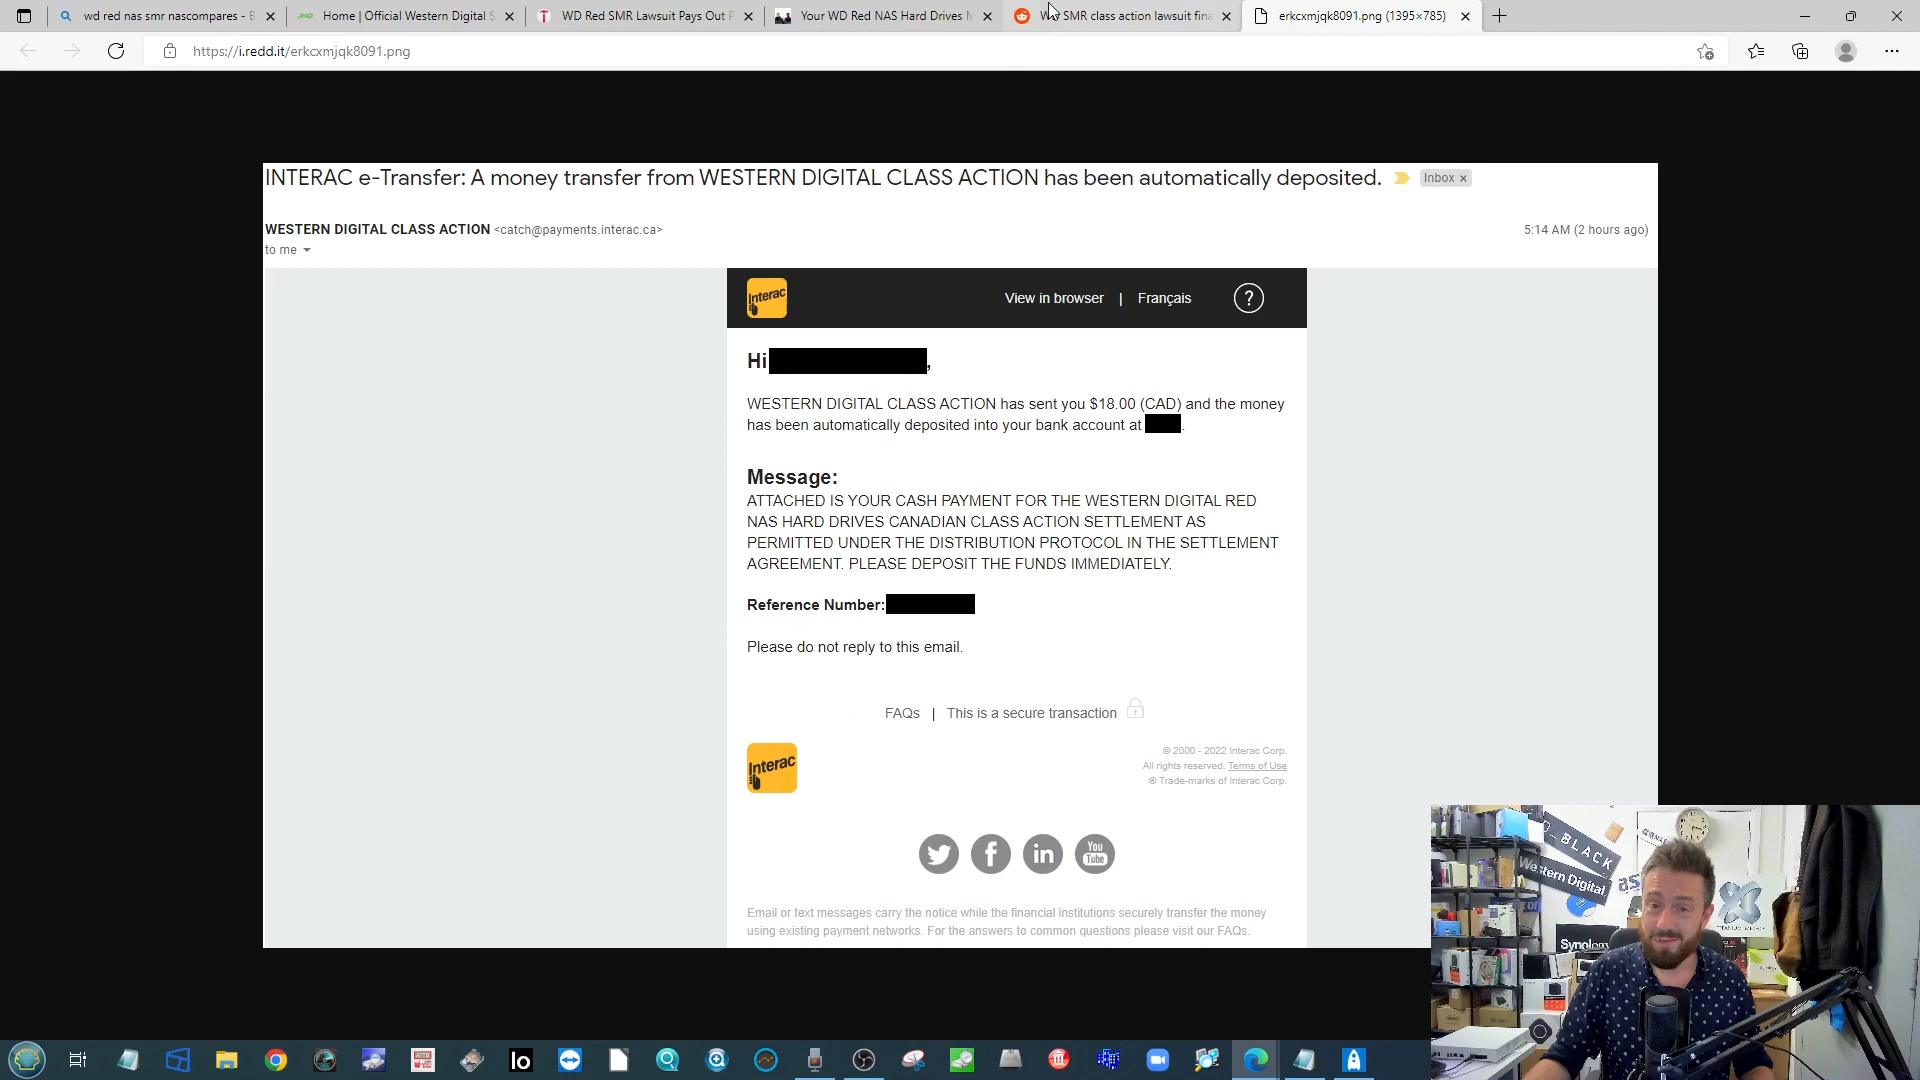 wd red nas smr nascompares - B
Home | Official Western Digital S
WD Red SMR Lawsuit Pays Out P
Your WD Red NAS Hard Drives M
SMR class action lawsuit fina
erkcxmjqk8091.png (1395×785)
https://i.redd.it/erkcxmjqk8091.png
INTERAC e-Transfer: A money transfer from WESTERN DIGITAL CLASS ACTION has been automatically deposited.
Inbox ×
WESTERN DIGITAL CLASS ACTION <catch@payments.interac.ca>
5:14 AM (2 hours ago)
to me
Interac
View in browser | Français
?
Hi ,
WESTERN DIGITAL CLASS ACTION has sent you $18.00 (CAD) and the money
has been automatically deposited into your bank account at .
Message:
ATTACHED IS YOUR CASH PAYMENT FOR THE WESTERN DIGITAL RED
NAS HARD DRIVES CANADIAN CLASS ACTION SETTLEMENT AS
PERMITTED UNDER THE DISTRIBUTION PROTOCOL IN THE SETTLEMENT
AGREEMENT. PLEASE DEPOSIT THE FUNDS IMMEDIATELY.
Reference Number:
Please do not reply to this email.
FAQs | This is a secure transaction
Interac
© 2000 - 2022 Interac Corp.
All rights reserved. Terms of Use
® Trade-marks of Interac Corp.
You
Tube
in
Email or text messages carry the notice while the financial institutions securely transfer the money
using existing payment networks. For the answers to common questions please visit our FAQs.
D_BLACK
Western Digital
as
Synology
Io